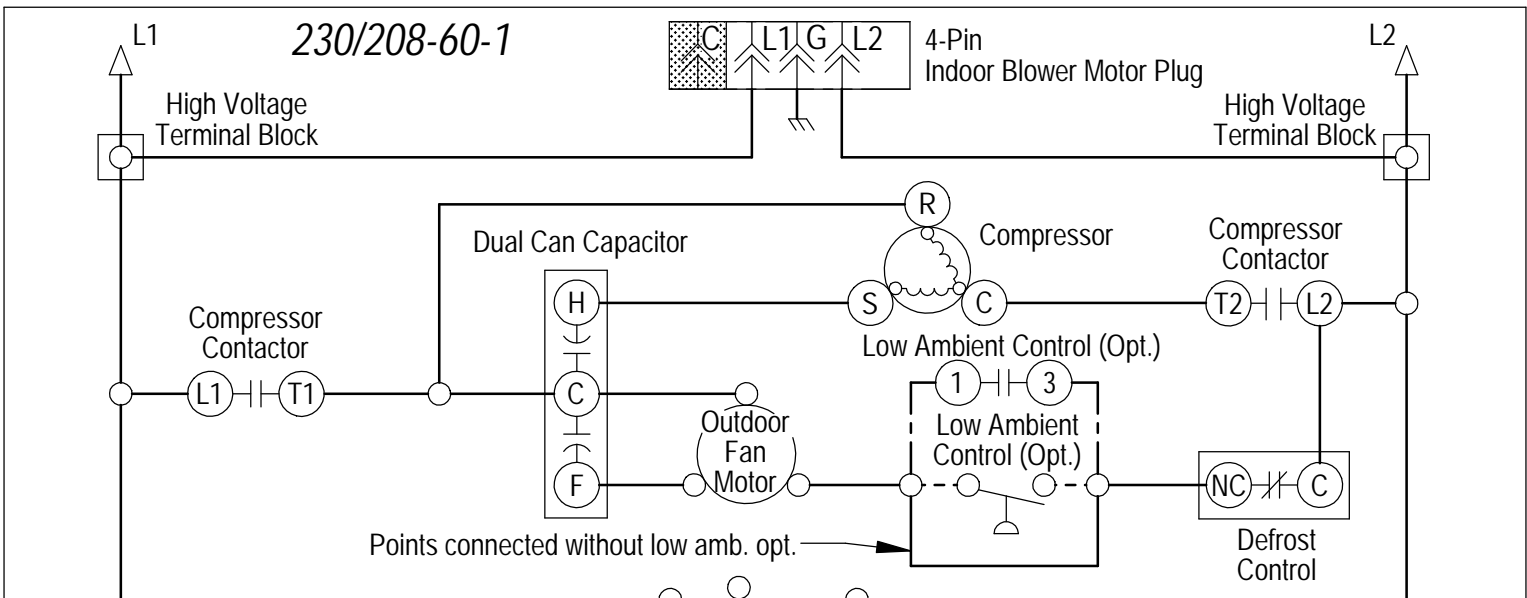 L1
230/208-60-1
C L1 G L2
4-Pin
Indoor Blower Motor Plug
L2
High Voltage
Terminal Block
High Voltage
Terminal Block
R
Dual Can Capacitor
Compressor
Compressor
Contactor
H
S
C
T2
L2
Compressor
Contactor
Low Ambient Control (Opt.)
L1
T1
C
1
3
Outdoor
Fan
Motor
Low Ambient
Control (Opt.)
F
NC
C
Points connected without low amb. opt.
Defrost
Control